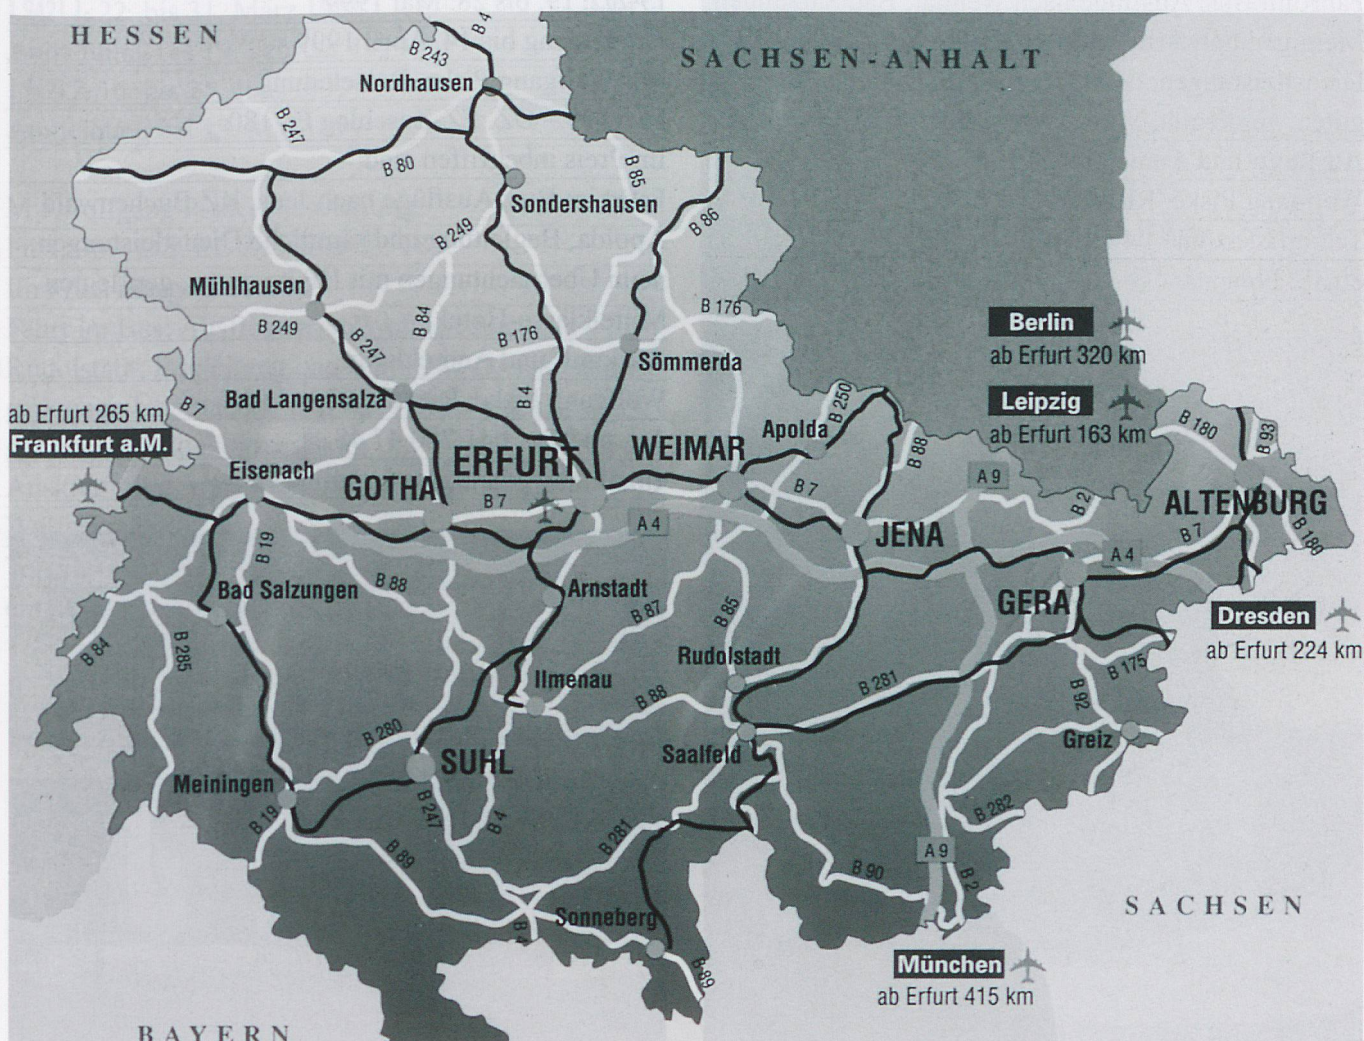 HESSEN
B 4
B 243
SACHSEN-ANHALT
Nordhausen
B 247
B 80
B 85
Sondershausen
B 86
B 249
Mühlhausen
B 249
B 247
B 84
B 176
B 176
Sömmerda
Berlin
ab Erfurt 320 km
Bad Langensalza
B 4
B 250
Leipzig
ab Erfurt 163 km
ab Erfurt 265 km
Frankfurt a.M.
B 7
Apolda
B 88
B 180
B 93
Eisenach
GOTHA
ERFURT
WEIMAR
B 7
B 7
A 9
B 2
ALTENBURG
A 4
JENA
B 7
B 180
A 4
B 19
Bad Salzungen
B 88
Arnstadt
B 87
B 85
GERA
Dresden
ab Erfurt 224 km
B 84
B 285
Rudolstadt
B 175
Ilmenau
B 88
B 281
B 92
B 280
SUHL
Saalfeld
Greiz
Meiningen
B 19
B 247
B 4
B 281
B 282
B 89
A 9
B 90
B 2
Sonneberg
B 4
B 89
SACHSEN
München
ab Erfurt 415 km
BAYERN